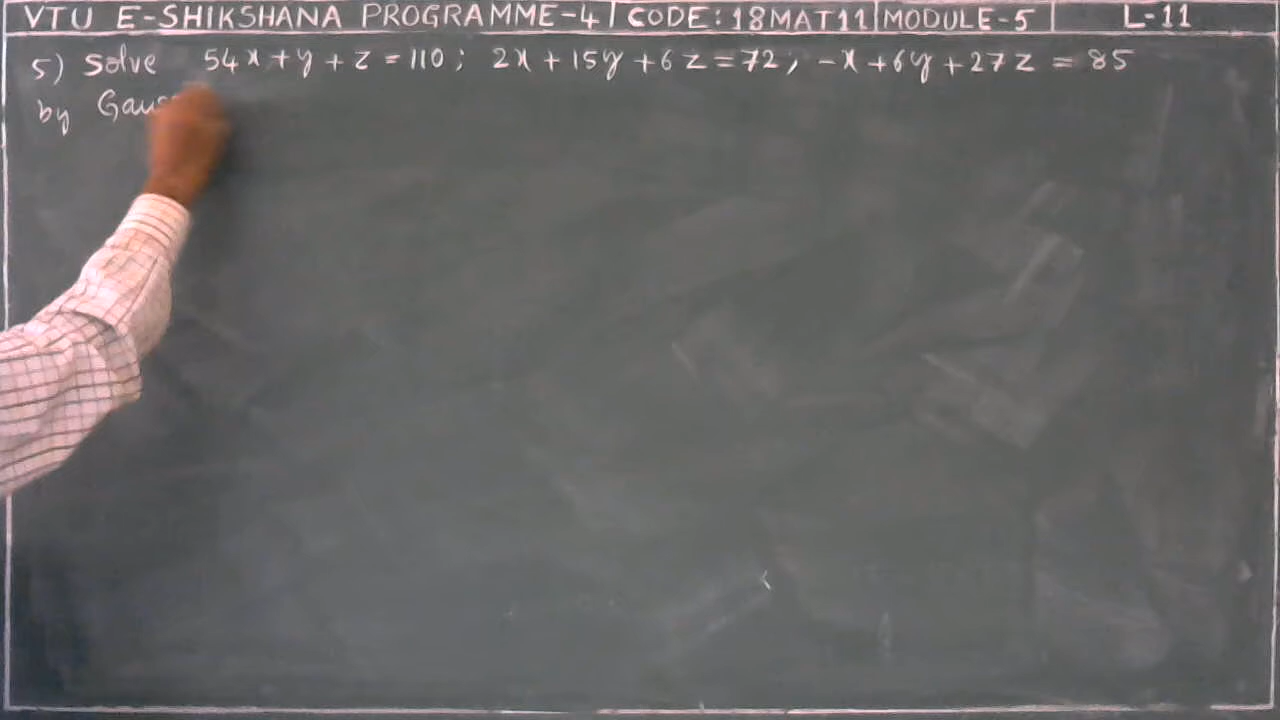 VTU E-SHIKSHANA PROGRAMME-4 | CODE: 18MAT11 | MODULE-5 | L-11
5) Solve 54x + y + z = 110; 2x + 15y + 6z = 72; -x + 6y + 27z = 85
by